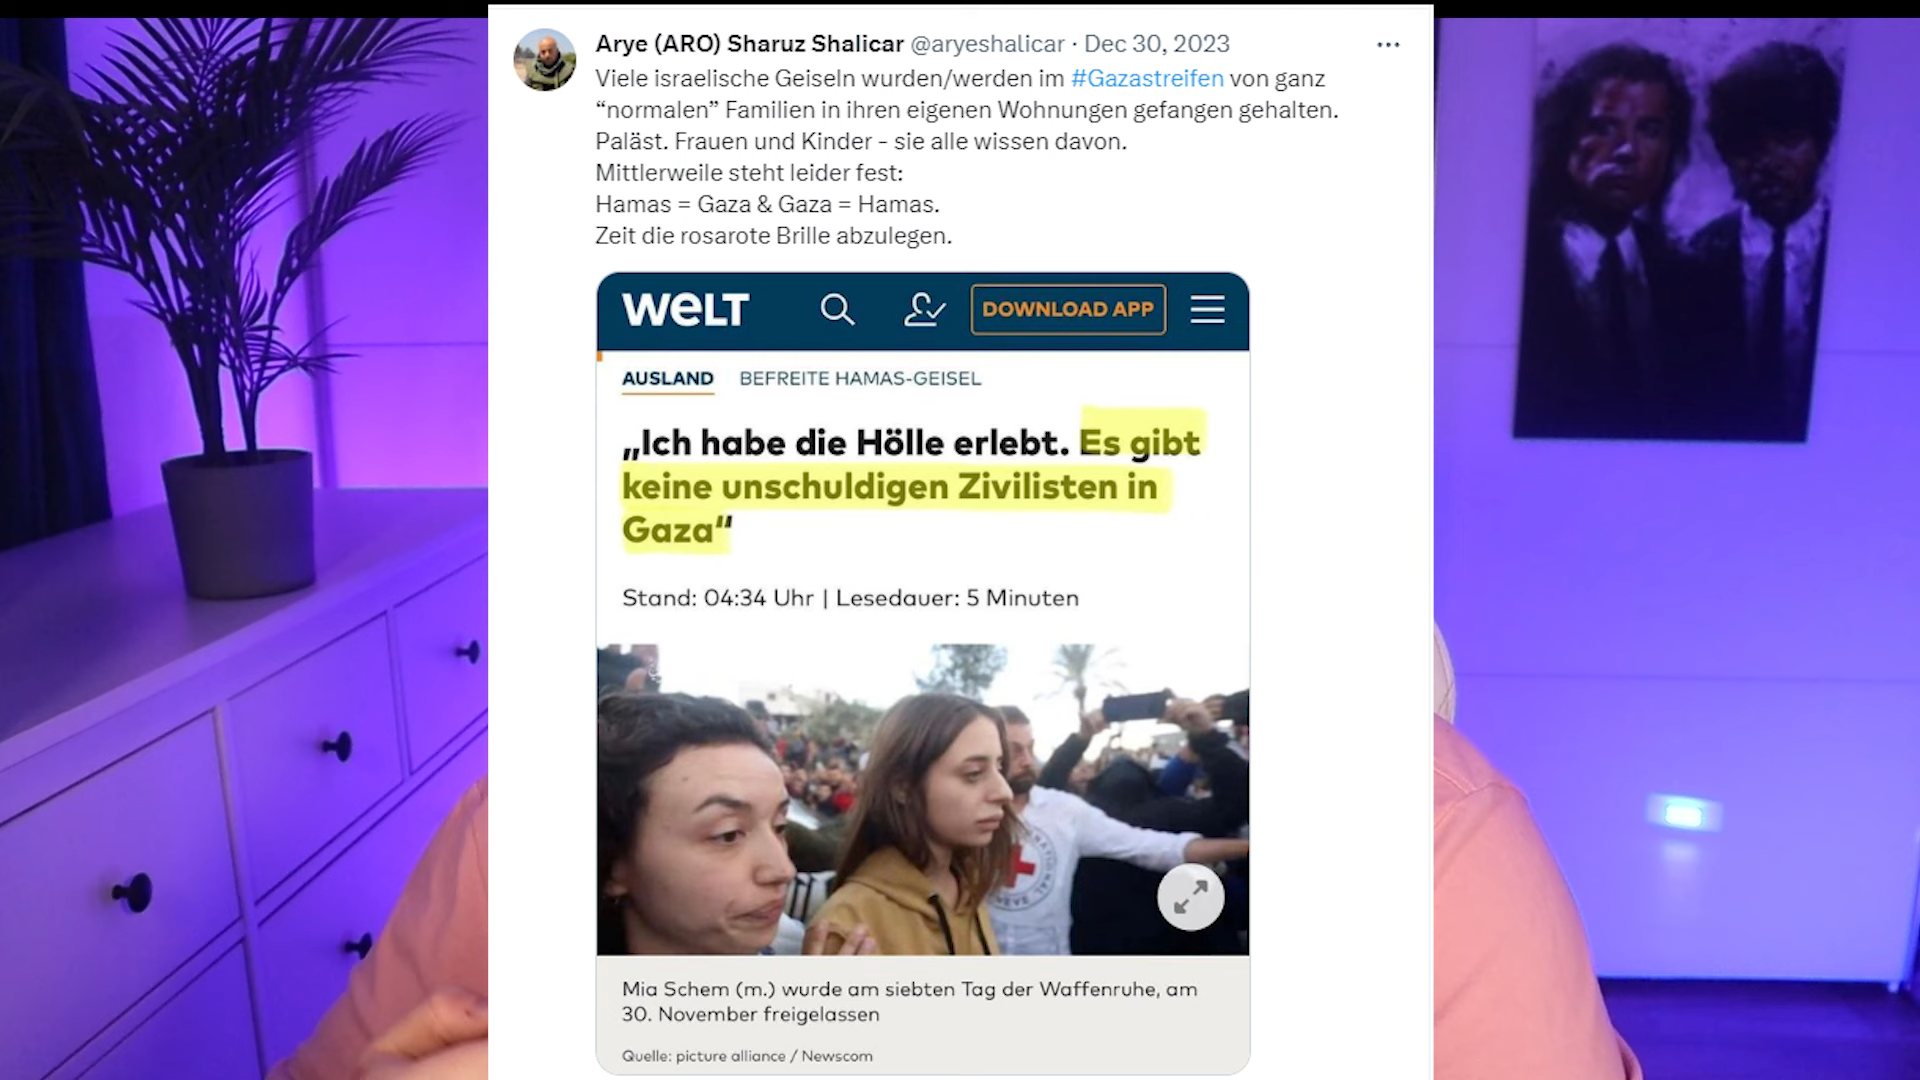 Arye (ARO) Sharuz Shalicar @aryeshalicar · Dec 30, 2023
Viele israelische Geiseln wurden/werden im #Gazastreifen von ganz
“normalen” Familien in ihren eigenen Wohnungen gefangen gehalten.
Paläst. Frauen und Kinder - sie alle wissen davon.
Mittlerweile steht leider fest:
Hamas = Gaza & Gaza = Hamas.
Zeit die rosarote Brille abzulegen.
WELT
DOWNLOAD APP
AUSLAND BEFREITE HAMAS-GEISEL
„Ich habe die Hölle erlebt. Es gibt
keine unschuldigen Zivilisten in
Gaza“
Stand: 04:34 Uhr | Lesedauer: 5 Minuten
Mia Schem (m.) wurde am siebten Tag der Waffenruhe, am
30. November freigelassen
Quelle: picture alliance / Newscom